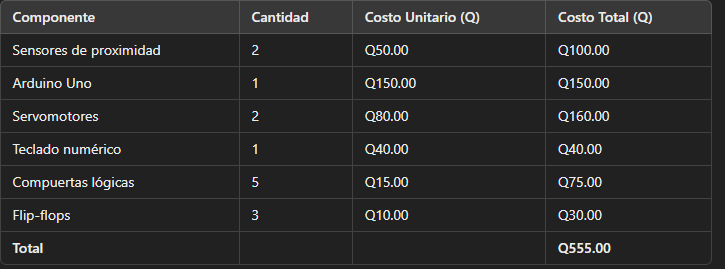 Componente Cantidad Costo Unitario (Q) Costo Total (Q)
Sensores de proximidad 2 Q50.00 Q100.00
Arduino Uno 1 Q150.00 Q150.00
Servomotores 2 Q80.00 Q160.00
Teclado numérico 1 Q40.00 Q40.00
Compuertas lógicas 5 Q15.00 Q75.00
Flip-flops 3 Q10.00 Q30.00
Total Q555.00